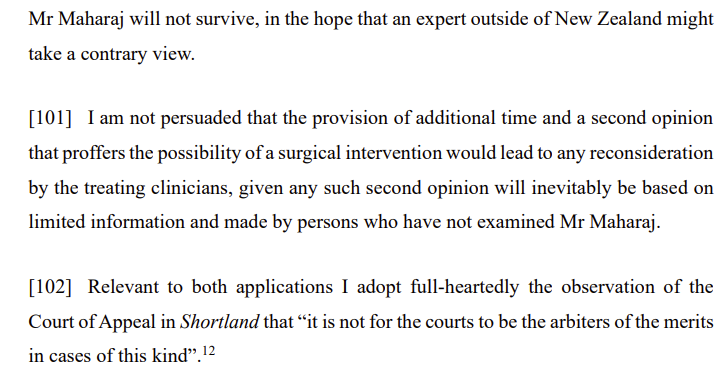 Mr Maharaj will not survive, in the hope that an expert outside of New Zealand might
take a contrary view.
[101] I am not persuaded that the provision of additional time and a second opinion
that proffers the possibility of a surgical intervention would lead to any reconsideration
by the treating clinicians, given any such second opinion will inevitably be based on
limited information and made by persons who have not examined Mr Maharaj.
[102] Relevant to both applications I adopt full-heartedly the observation of the
Court of Appeal in Shortland that “it is not for the courts to be the arbiters of the merits
in cases of this kind”.12